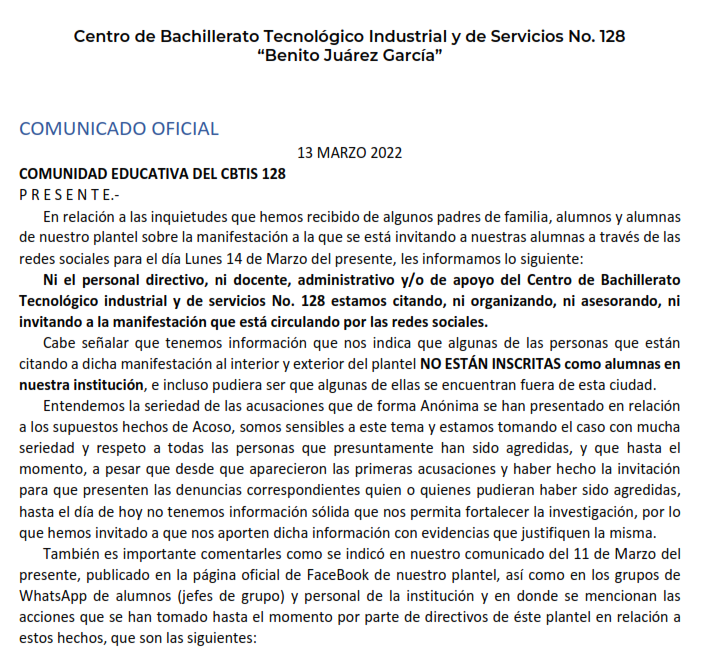 Centro de Bachillerato Tecnológico Industrial y de Servicios No. 128
“Benito Juárez García”
COMUNICADO OFICIAL
13 MARZO 2022
COMUNIDAD EDUCATIVA DEL CBTIS 128
P R E S E N T E.-
En relación a las inquietudes que hemos recibido de algunos padres de familia, alumnos y alumnas
de nuestro plantel sobre la manifestación a la que se está invitando a nuestras alumnas a través de las
redes sociales para el día Lunes 14 de Marzo del presente, les informamos lo siguiente:
Ni el personal directivo, ni docente, administrativo y/o de apoyo del Centro de Bachillerato
Tecnológico industrial y de servicios No. 128 estamos citando, ni organizando, ni asesorando, ni
invitando a la manifestación que está circulando por las redes sociales.
Cabe señalar que tenemos información que nos indica que algunas de las personas que están
citando a dicha manifestación al interior y exterior del plantel NO ESTÁN INSCRITAS como alumnas en
nuestra institución, e incluso pudiera ser que algunas de ellas se encuentran fuera de esta ciudad.
Entendemos la seriedad de las acusaciones que de forma Anónima se han presentado en relación
a los supuestos hechos de Acoso, somos sensibles a este tema y estamos tomando el caso con mucha
seriedad y respeto a todas las personas que presuntamente han sido agredidas, y que hasta el
momento, a pesar que desde que aparecieron las primeras acusaciones y haber hecho la invitación
para que presenten las denuncias correspondientes quien o quienes pudieran haber sido agredidas,
hasta el día de hoy no tenemos información sólida que nos permita fortalecer la investigación, por lo
que hemos invitado a que nos aporten dicha información con evidencias que justifiquen la misma.
También es importante comentarles como se indicó en nuestro comunicado del 11 de Marzo del
presente, publicado en la página oficial de FaceBook de nuestro plantel, así como en los grupos de
WhatsApp de alumnos (jefes de grupo) y personal de la institución y en donde se mencionan las
acciones que se han tomado hasta el momento por parte de directivos de éste plantel en relación a
estos hechos, que son las siguientes: